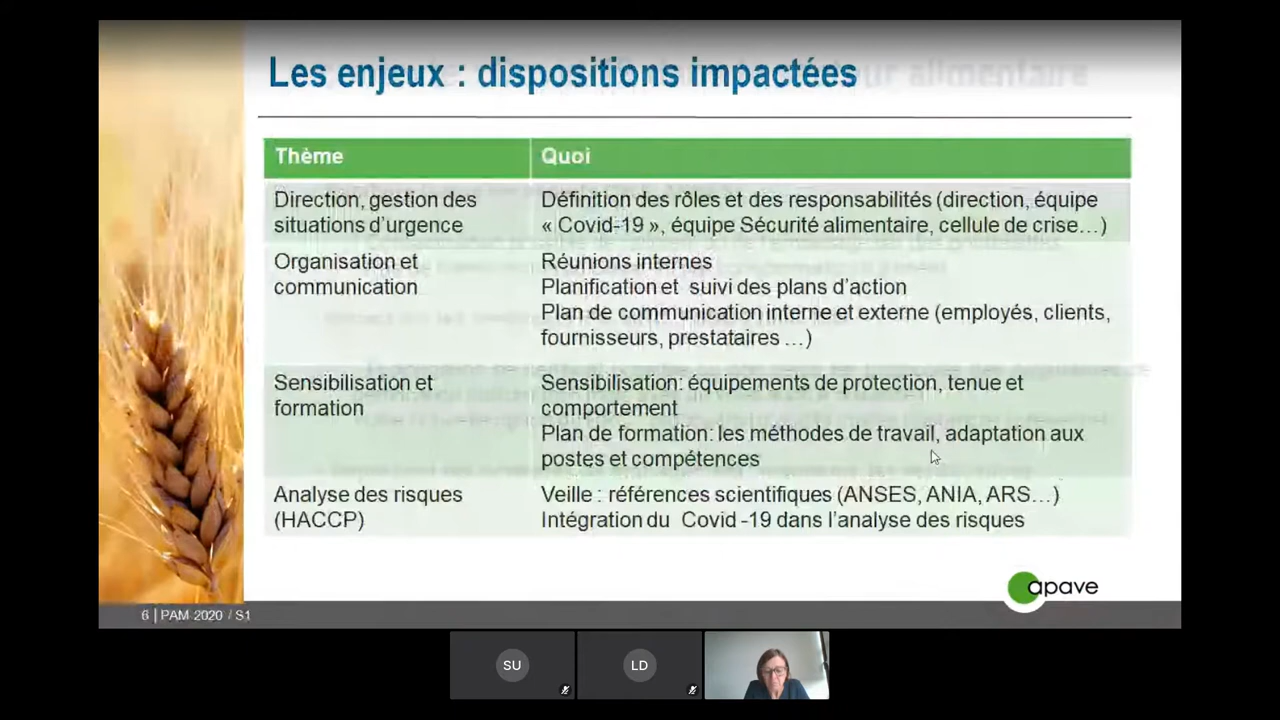 Les enjeux : dispositions impactées
Thème
Quoi
Direction, gestion des
situations d’urgence
Définition des rôles et des responsabilités (direction, équipe
« Covid-19 », équipe Sécurité alimentaire, cellule de crise…)
Organisation et
communication
Réunions internes
Planification et suivi des plans d’action
Plan de communication interne et externe (employés, clients,
fournisseurs, prestataires …)
Sensibilisation et
formation
Sensibilisation: équipements de protection, tenue et
comportement
Plan de formation: les méthodes de travail, adaptation aux
postes et compétences
Analyse des risques
(HACCP)
Veille : références scientifiques (ANSES, ANIA, ARS…)
Intégration du Covid -19 dans l’analyse des risques
apave
6 | PAM 2020 / S1
SU
LD